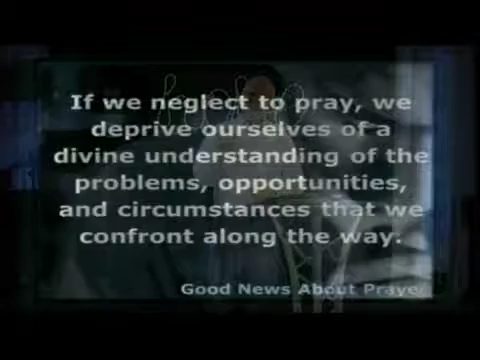 If we neglect to pray, we
deprive ourselves of a
divine understanding of the
problems, opportunities,
and circumstances that we
confront along the way.
Good News About Prayer